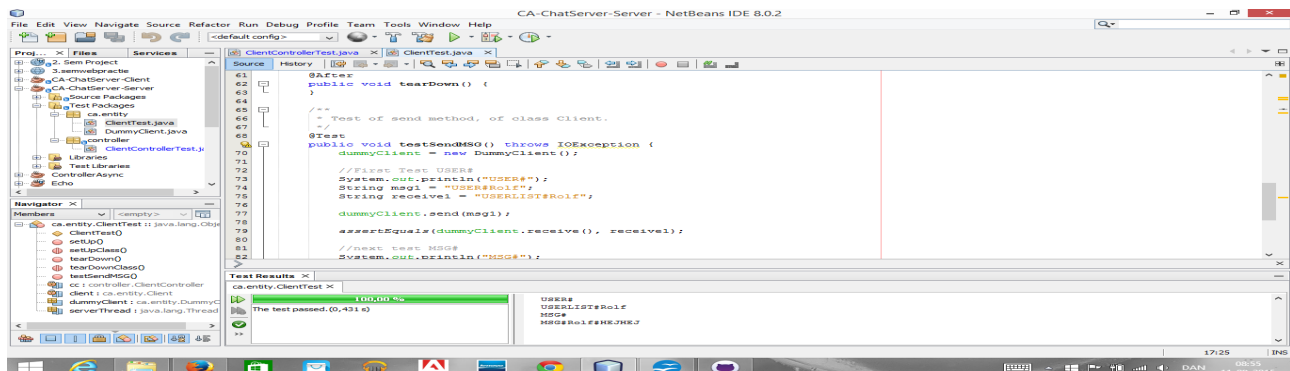 CA-ChatServer-Server - NetBeans IDE 8.0.2
File Edit View Navigate Source Refactor Run Debug Profile Team Tools Window Help
<default config>
Proj... Files Services
2. Sem Project
3.semwebpractie
CA-ChatServer-Client
CA-ChatServer-Server
Source Packages
Test Packages
ca.entity
ClientTest.java
DummyClient.java
controller
ClientControllerTest.j
Libraries
Test Libraries
ControllerAsync
Echo
ClientControllerTest.java ClientTest.java
Source History
61 @After
62 public void tearDown() {
63 }
64
65 /**
66 * Test of send method, of class Client.
67 */
68 @Test
public void testSendMSG() throws IOException {
70 dummyClient = new DummyClient();
71
72 //First Test USER#
73 System.out.println("USER#");
74 String msg1 = "USER#Rolf";
75 String receive1 = "USERLIST#Rolf";
76
77 dummyClient.send(msg1);
78
79 assertEquals(dummyClient.receive(), receive1);
80
81 //next test MSG#
82 System.out.println("MSG#");
Navigator
Members <empty>
ca.entity.ClientTest :: java.lang.Obje
ClientTest()
setUp()
setUpClass()
tearDown()
tearDownClass()
testSendMSG()
cc : controller.ClientController
client : ca.entity.Client
dummyClient : ca.entity.DummyC
serverThread : java.lang.Thread
Test Results
ca.entity.ClientTest
100,00 %
The test passed.(0,431 s)
USER#
USERLIST#Rolf
MSG#
MSG#Rolf#HEJHEJ
17:25 INS
DAN 08:55